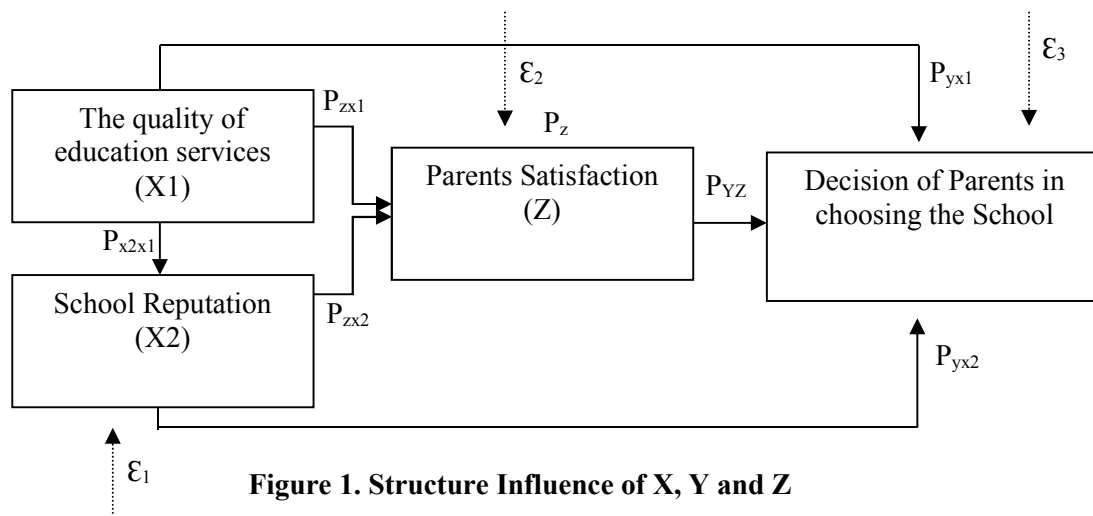 Ɛ2
Ɛ3
Pzx1
Pyx1
The quality of
education services
(X1)
Pz
Parents Satisfaction
(Z)
PYZ
Decision of Parents in
choosing the School
Px2x1
School Reputation
(X2)
Pzx2
Pyx2
Ɛ1
Figure 1. Structure Influence of X, Y and Z